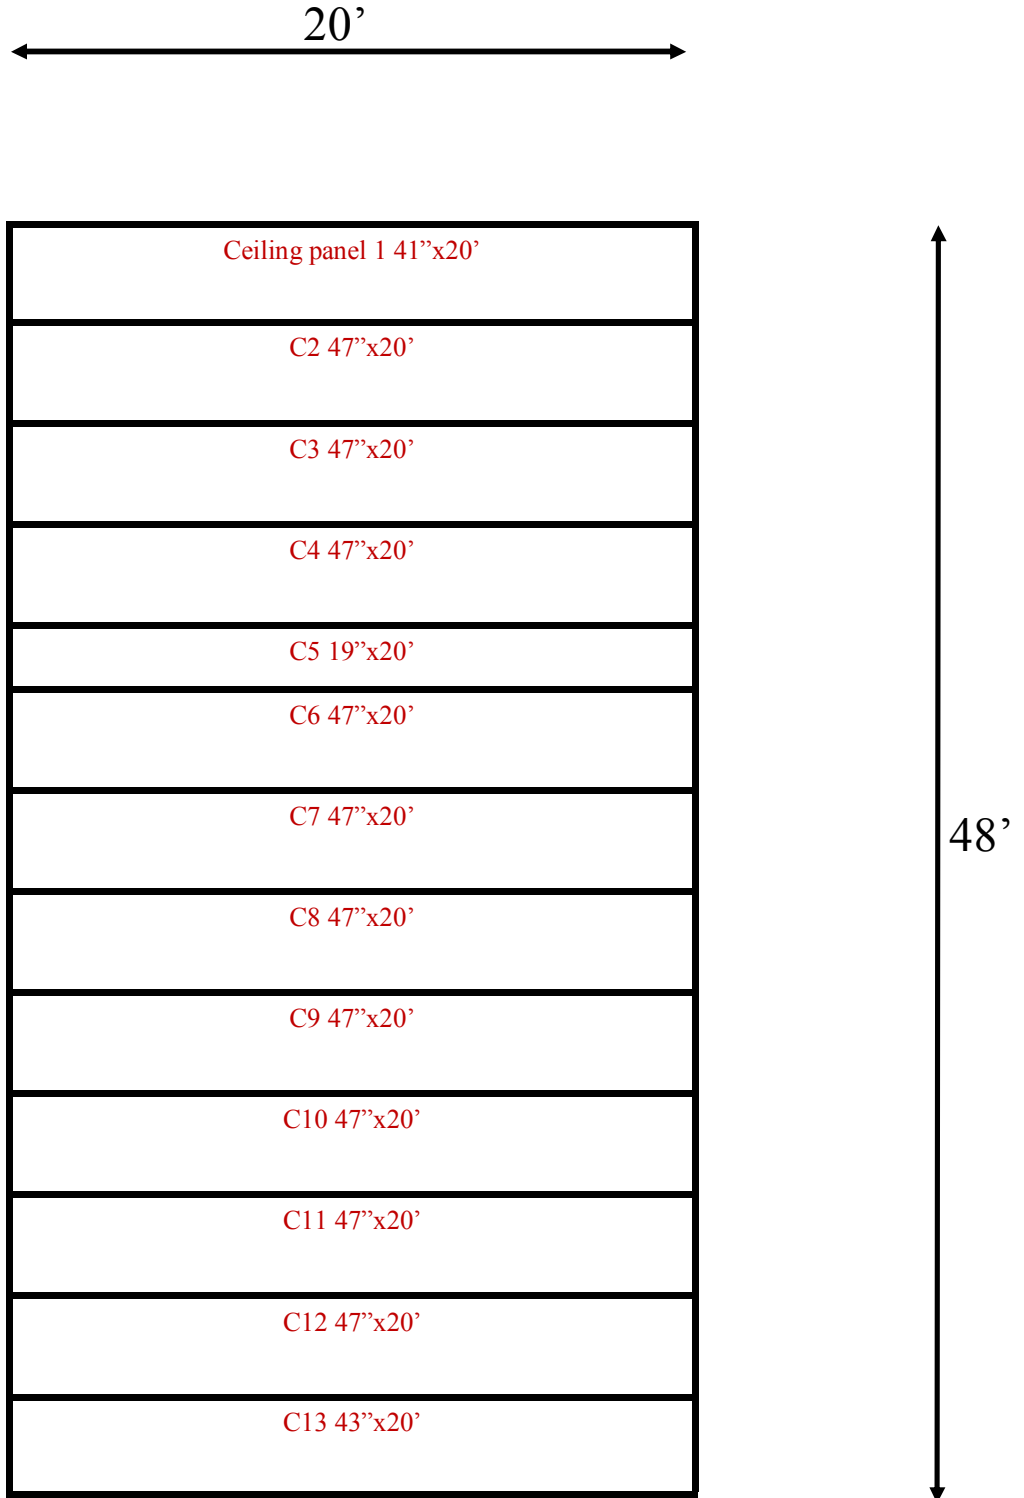 20’
Ceiling panel 1 41”x20’
C2 47”x20’
C3 47”x20’
C4 47”x20’
C5 19”x20’
C6 47”x20’
C7 47”x20’
48’
C8 47”x20’
C9 47”x20’
C10 47”x20’
C11 47”x20’
C12 47”x20’
C13 43”x20’